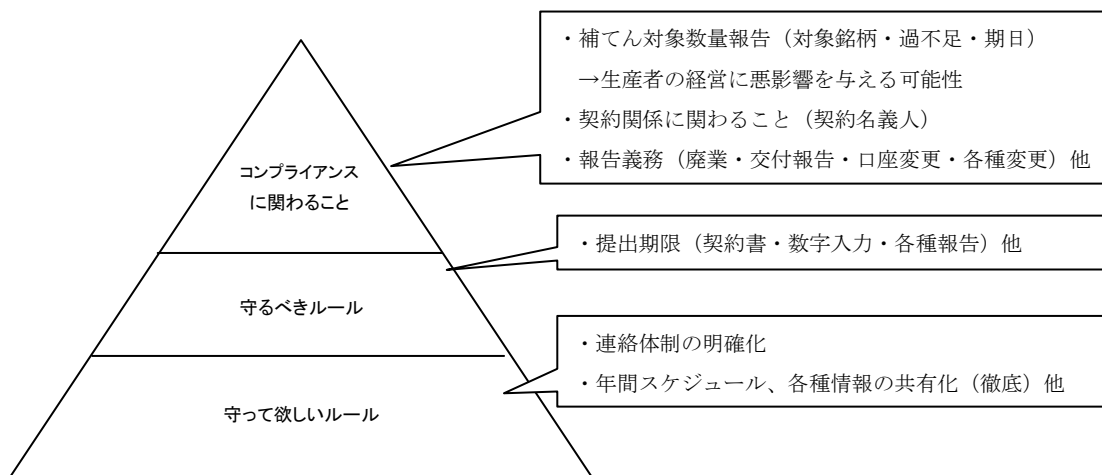 ・補てん対象数量報告（対象銘柄・過不足・期日）
→生産者の経営に悪影響を与える可能性
・契約関係に関わること（契約名義人）
・報告義務（廃業・交付報告・口座変更・各種変更）他
コンプライアンス
に関わること
・提出期限（契約書・数字入力・各種報告）他
守るべきルール
・連絡体制の明確化
・年間スケジュール、各種情報の共有化（徹底）他
守って欲しいルール